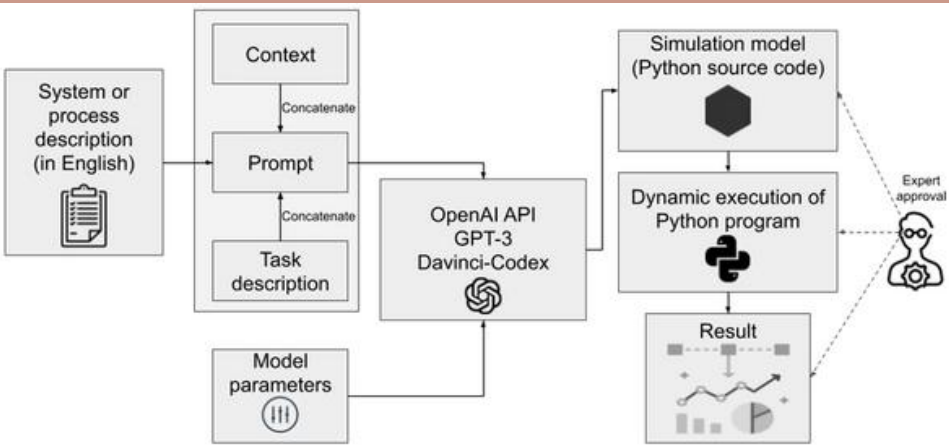 System or
process
description
(in English)
Context
Concatenate
Prompt
Concatenate
Task
description
Model
parameters
OpenAI API
GPT-3
Davinci-Codex
Simulation model
(Python source code)
Dynamic execution of
Python program
Result
Expert
approval